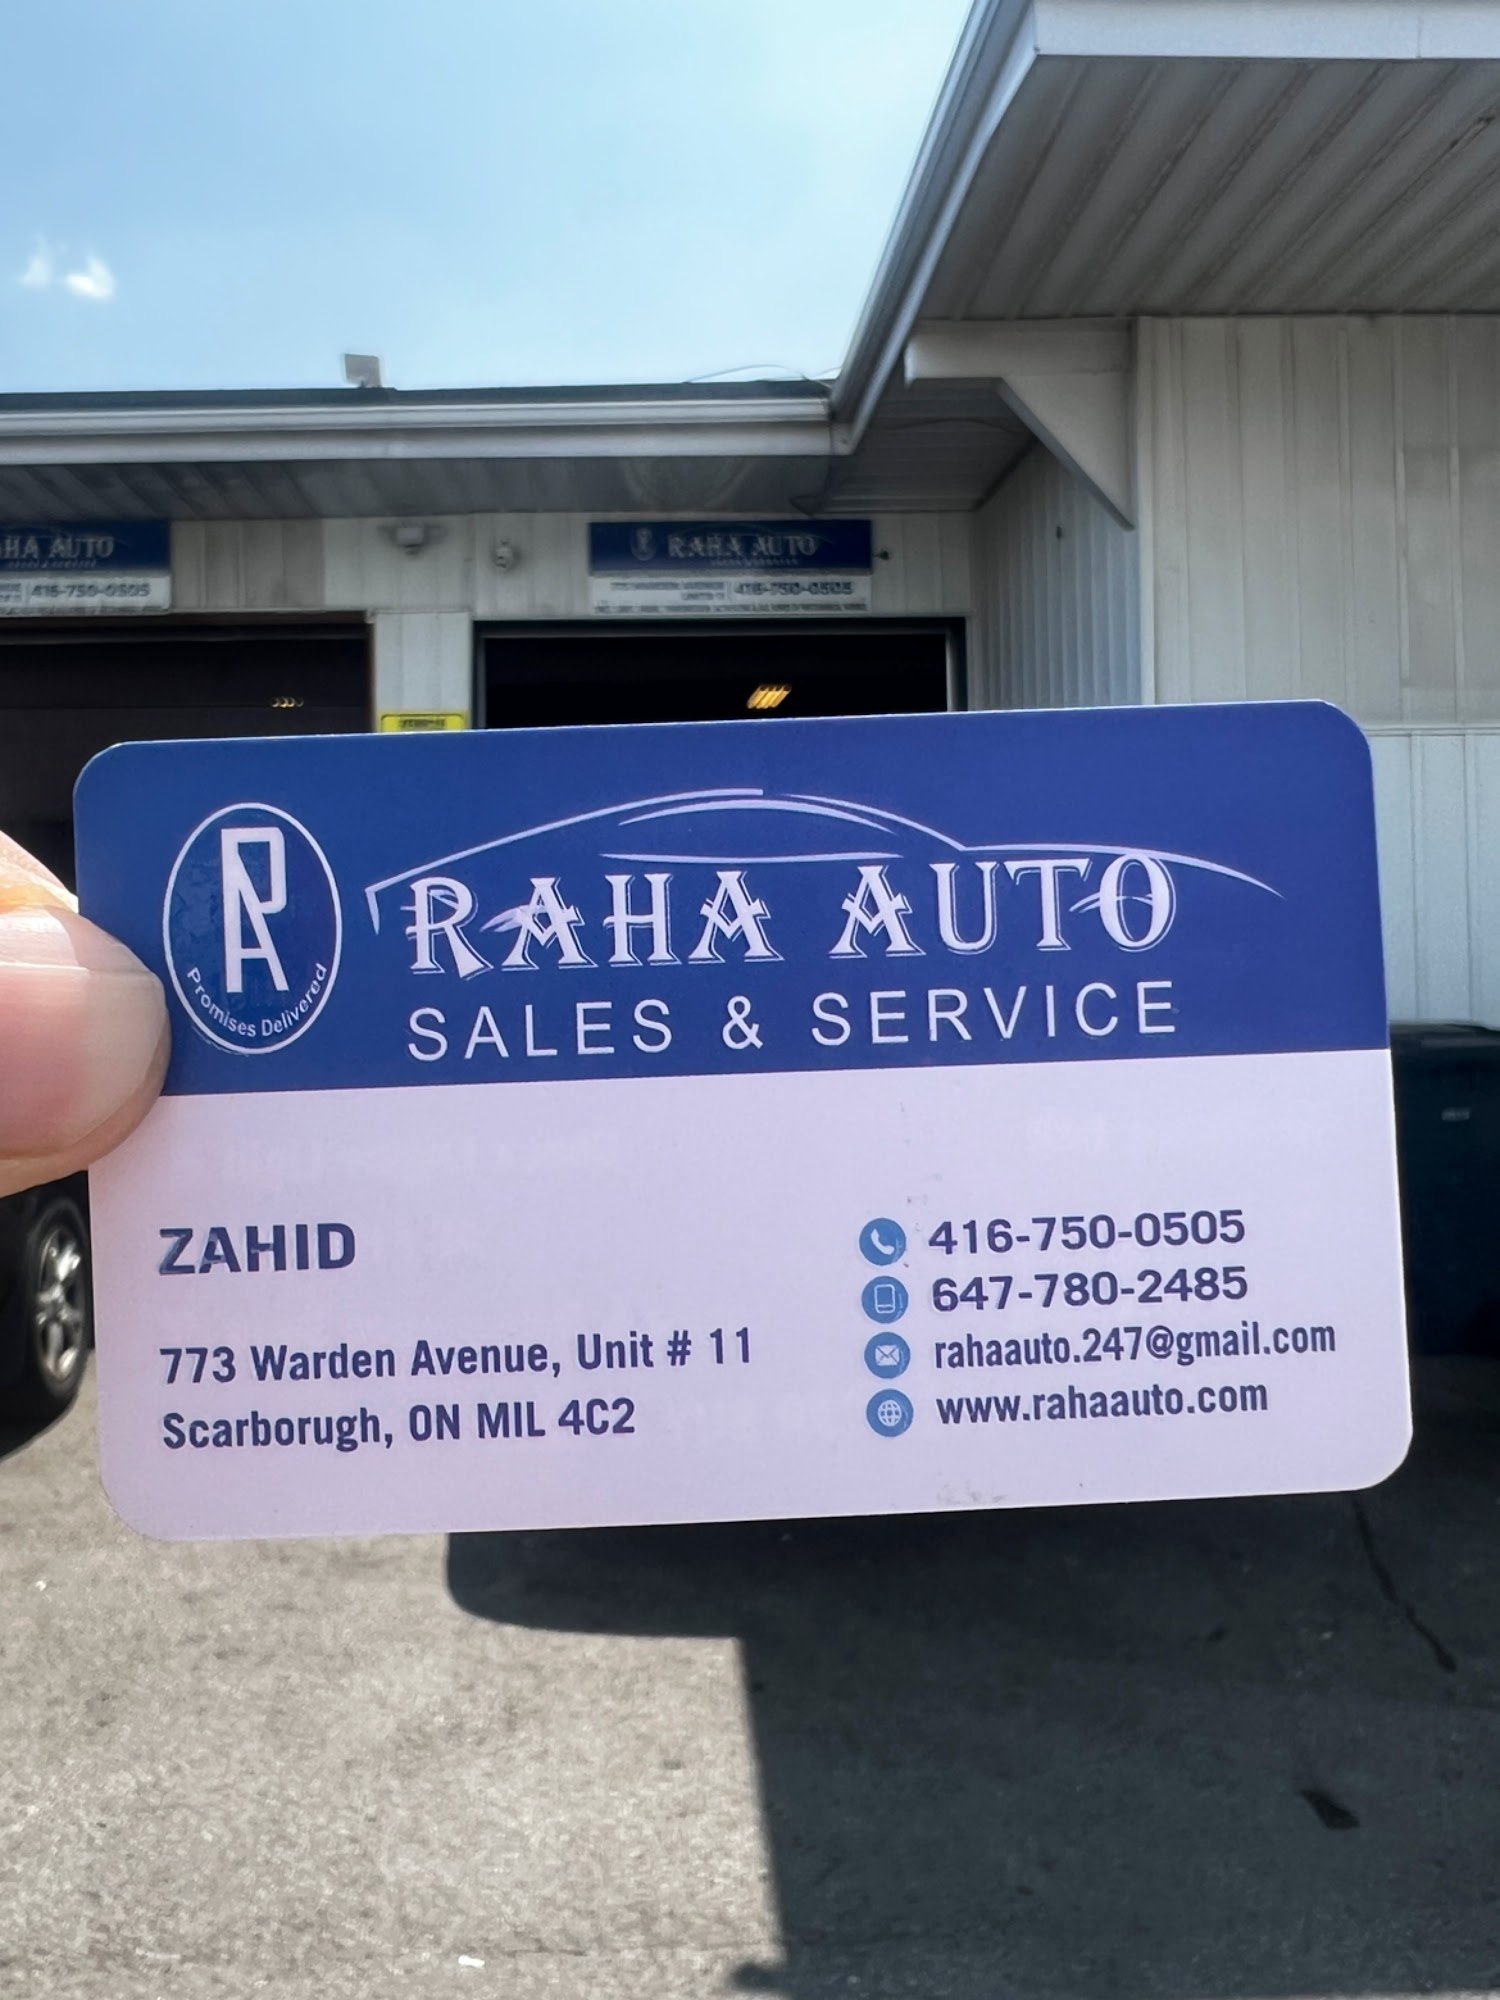 HA AUTO
416-750-0505
RAHA AUTO
416-750-0505
RA
Promises Delivered
RAHA AUTO
SALES & SERVICE
ZAHID
773 Warden Avenue, Unit # 11
Scarborugh, ON MIL 4C2
416-750-0505
647-780-2485
rahaauto.247@gmail.com
www.rahaauto.com